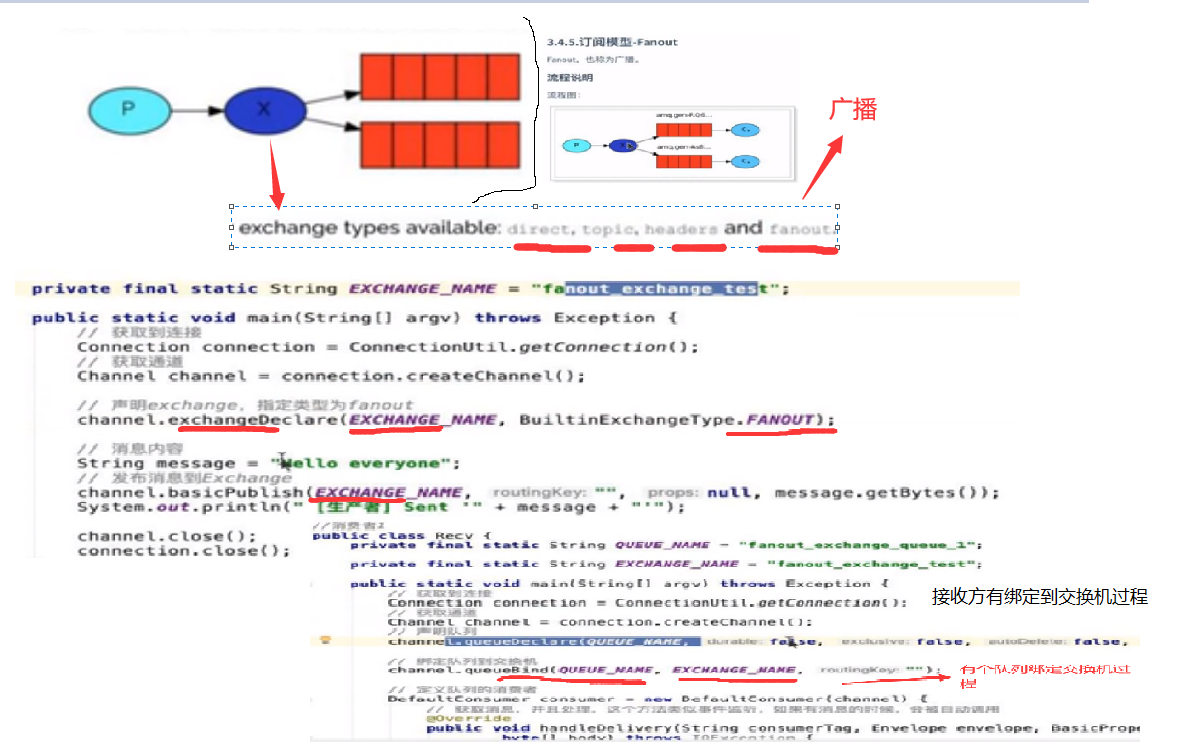 3.4.5.订阅模型-Fanout
Fanout，也称为广播。
流程说明
流程图：
P
X
P
X
C₁
C₂
广播
exchange types available: direct, topic, headers and fanout.
private final static String EXCHANGE_NAME = "fanout_exchange_test";
public static void main(String[] argv) throws Exception {
// 获取到连接
Connection connection = ConnectionUtil.getConnection();
// 获取通道
Channel channel = connection.createChannel();
// 声明exchange，指定类型为fanout
channel.exchangeDeclare(EXCHANGE_NAME, BuiltinExchangeType.FANOUT);
// 消息内容
String message = "Hello everyone";
// 发布消息到Exchange
channel.basicPublish(EXCHANGE_NAME, routingKey: "", props: null, message.getBytes());
System.out.println(" [生产者] Sent '" + message + "'");
channel.close();
connection.close();
//消费者1
public class Recv {
private final static String QUEUE_NAME = "fanout_exchange_queue_1";
private final static String EXCHANGE_NAME = "fanout_exchange_test";
public static void main(String[] argv) throws Exception {
// 获取到连接
Connection connection = ConnectionUtil.getConnection();
// 获取通道
Channel channel = connection.createChannel();
// 声明队列
channel.queueDeclare(QUEUE_NAME, durable: false, exclusive: false, autoDelete: false,
// 绑定队列到交换机
channel.queueBind(QUEUE_NAME, EXCHANGE_NAME, routingKey: "");
// 定义队列的消费者
DefaultConsumer consumer = new DefaultConsumer(channel) {
// 获取消息，并且处理，这个方法类似事件监听，如果有消息的时候，会被自动调用
@Override
public void handleDelivery(String consumerTag, Envelope envelope, BasicPrope
byte[] body) throws IOException {
接收方有绑定到交换机过程
有个队列绑定交换机过
程